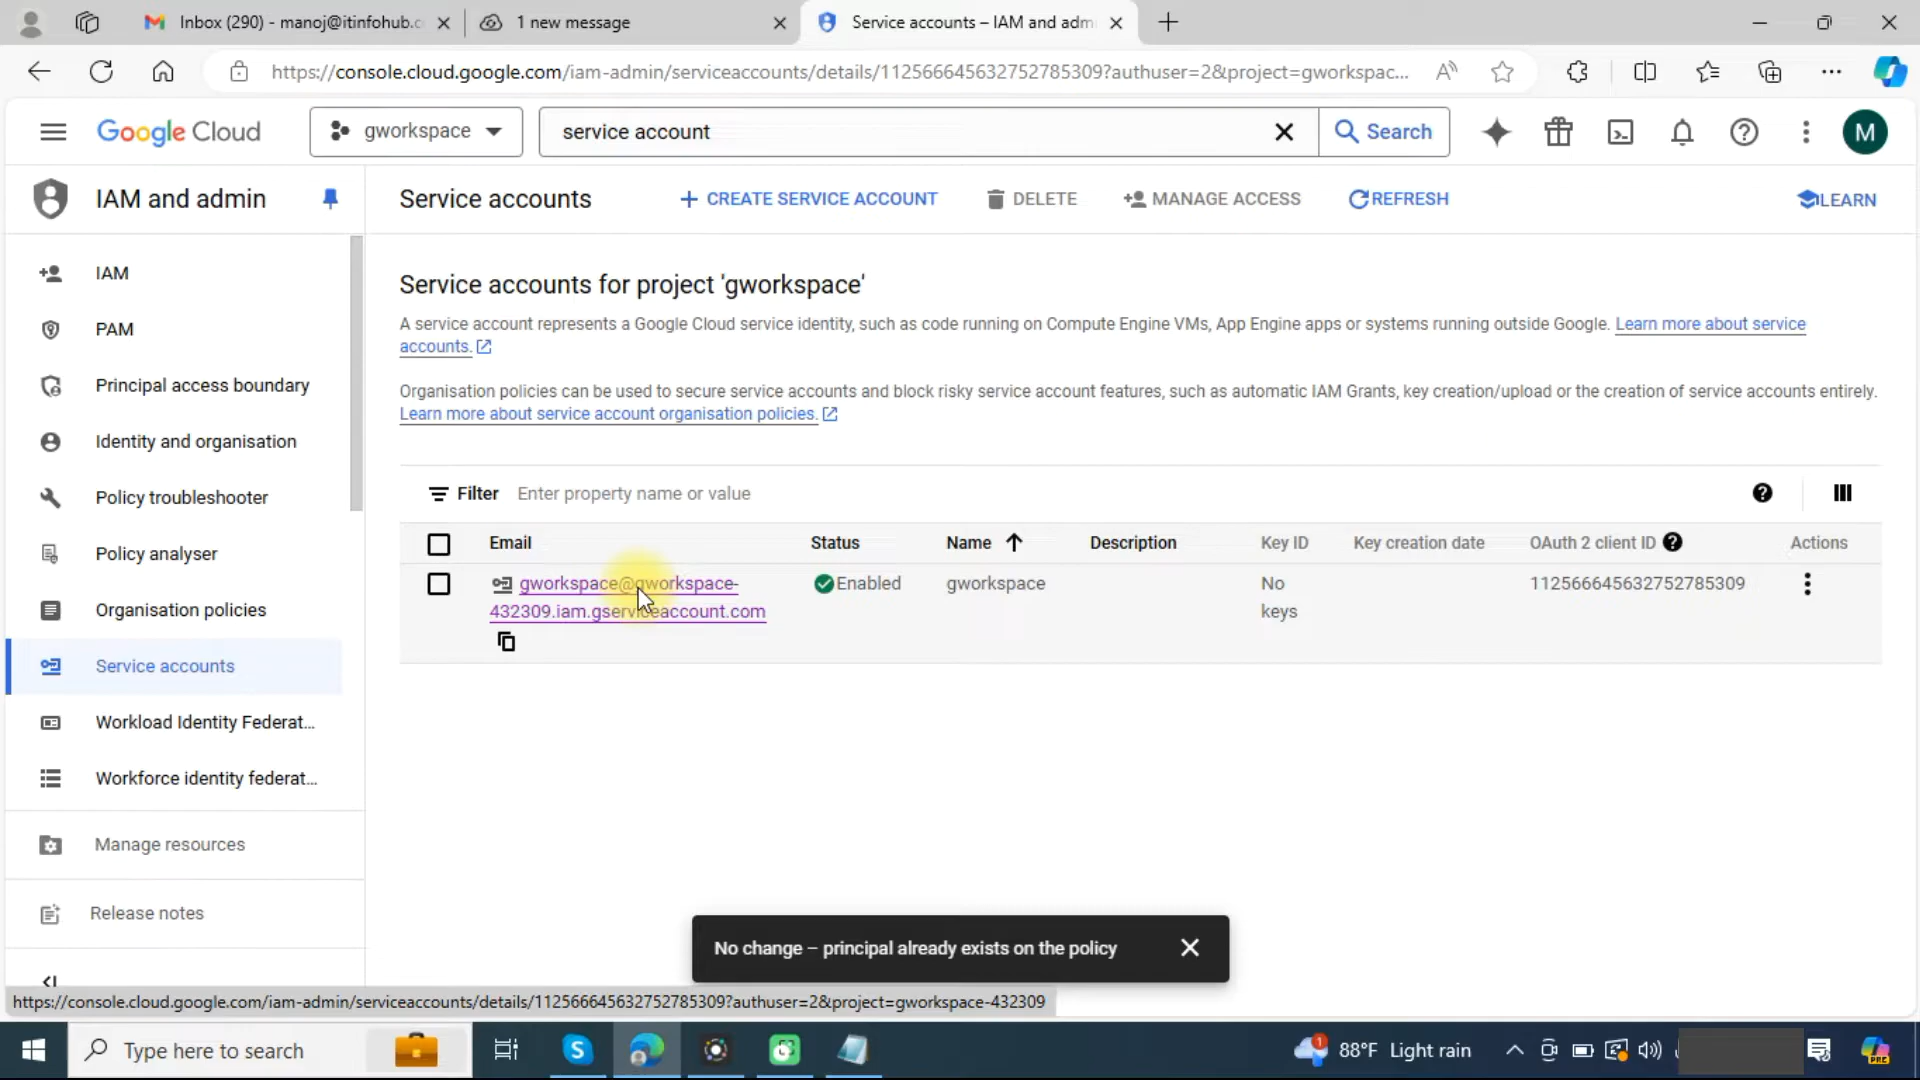 Inbox (290) - manoj@itinfohub.c
1 new message
Service accounts – IAM and adm
https://console.cloud.google.com/iam-admin/serviceaccounts/details/112566645632752785309?authuser=2&project=gworkspac...
Google Cloud
gworkspace
service account
Search
M
IAM and admin
Service accounts
CREATE SERVICE ACCOUNT
DELETE
MANAGE ACCESS
REFRESH
LEARN
IAM
PAM
Principal access boundary
Identity and organisation
Policy troubleshooter
Policy analyser
Organisation policies
Service accounts
Workload Identity Federat...
Workforce identity federat...
Manage resources
Release notes
Service accounts for project 'gworkspace'
A service account represents a Google Cloud service identity, such as code running on Compute Engine VMs, App Engine apps or systems running outside Google. Learn more about service
accounts.
Organisation policies can be used to secure service accounts and block risky service account features, such as automatic IAM Grants, key creation/upload or the creation of service accounts entirely.
Learn more about service account organisation policies.
Filter Enter property name or value
Email Status Name Description Key ID Key creation date OAuth 2 client ID Actions
gworkspace@gworkspace- Enabled gworkspace No 112566645632752785309
432309.iam.gserviceaccount.com keys
No change – principal already exists on the policy
https://console.cloud.google.com/iam-admin/serviceaccounts/details/112566645632752785309?authuser=2&project=gworkspace-432309
Type here to search
1
88°F Light rain
PRE